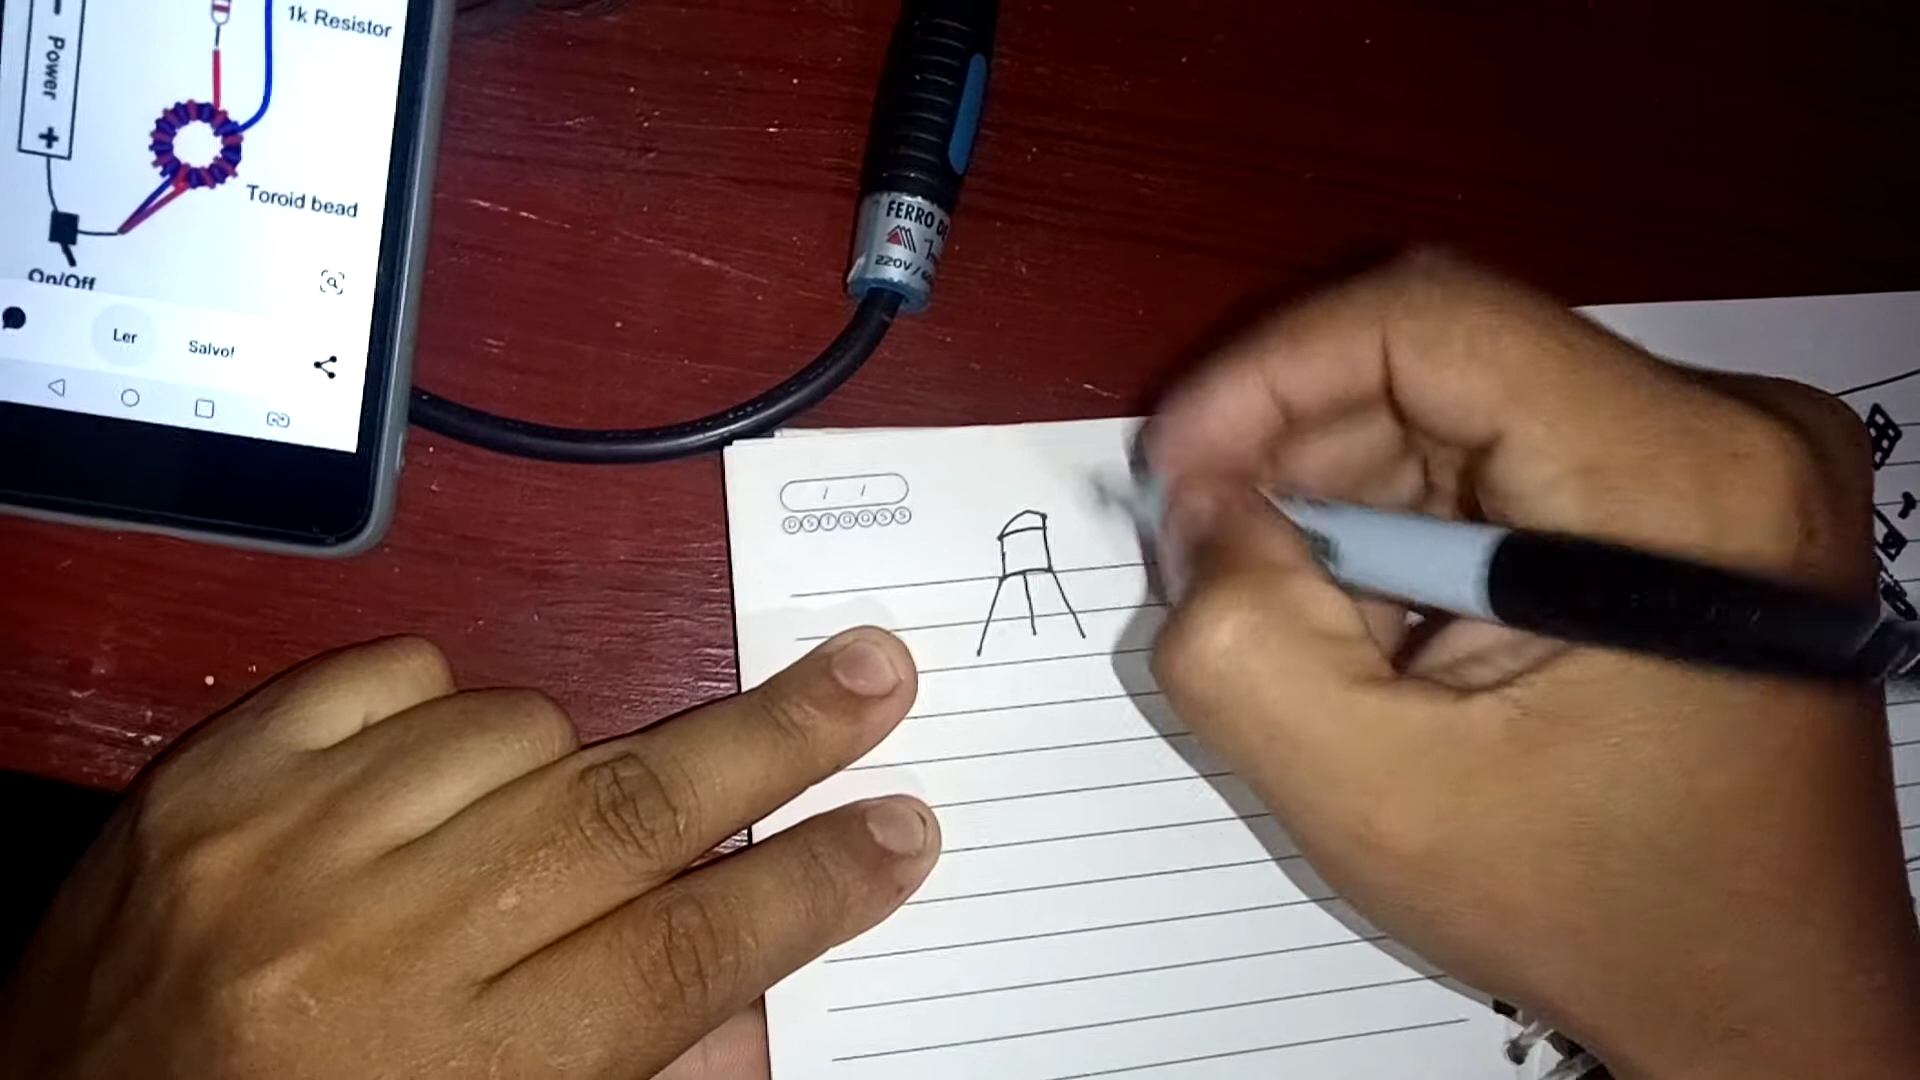 1k Resistor
Power
+
Toroid bead
On/Off
Ler
Salvo!
FERRO
220V /
/ /
D S T Q Q S S